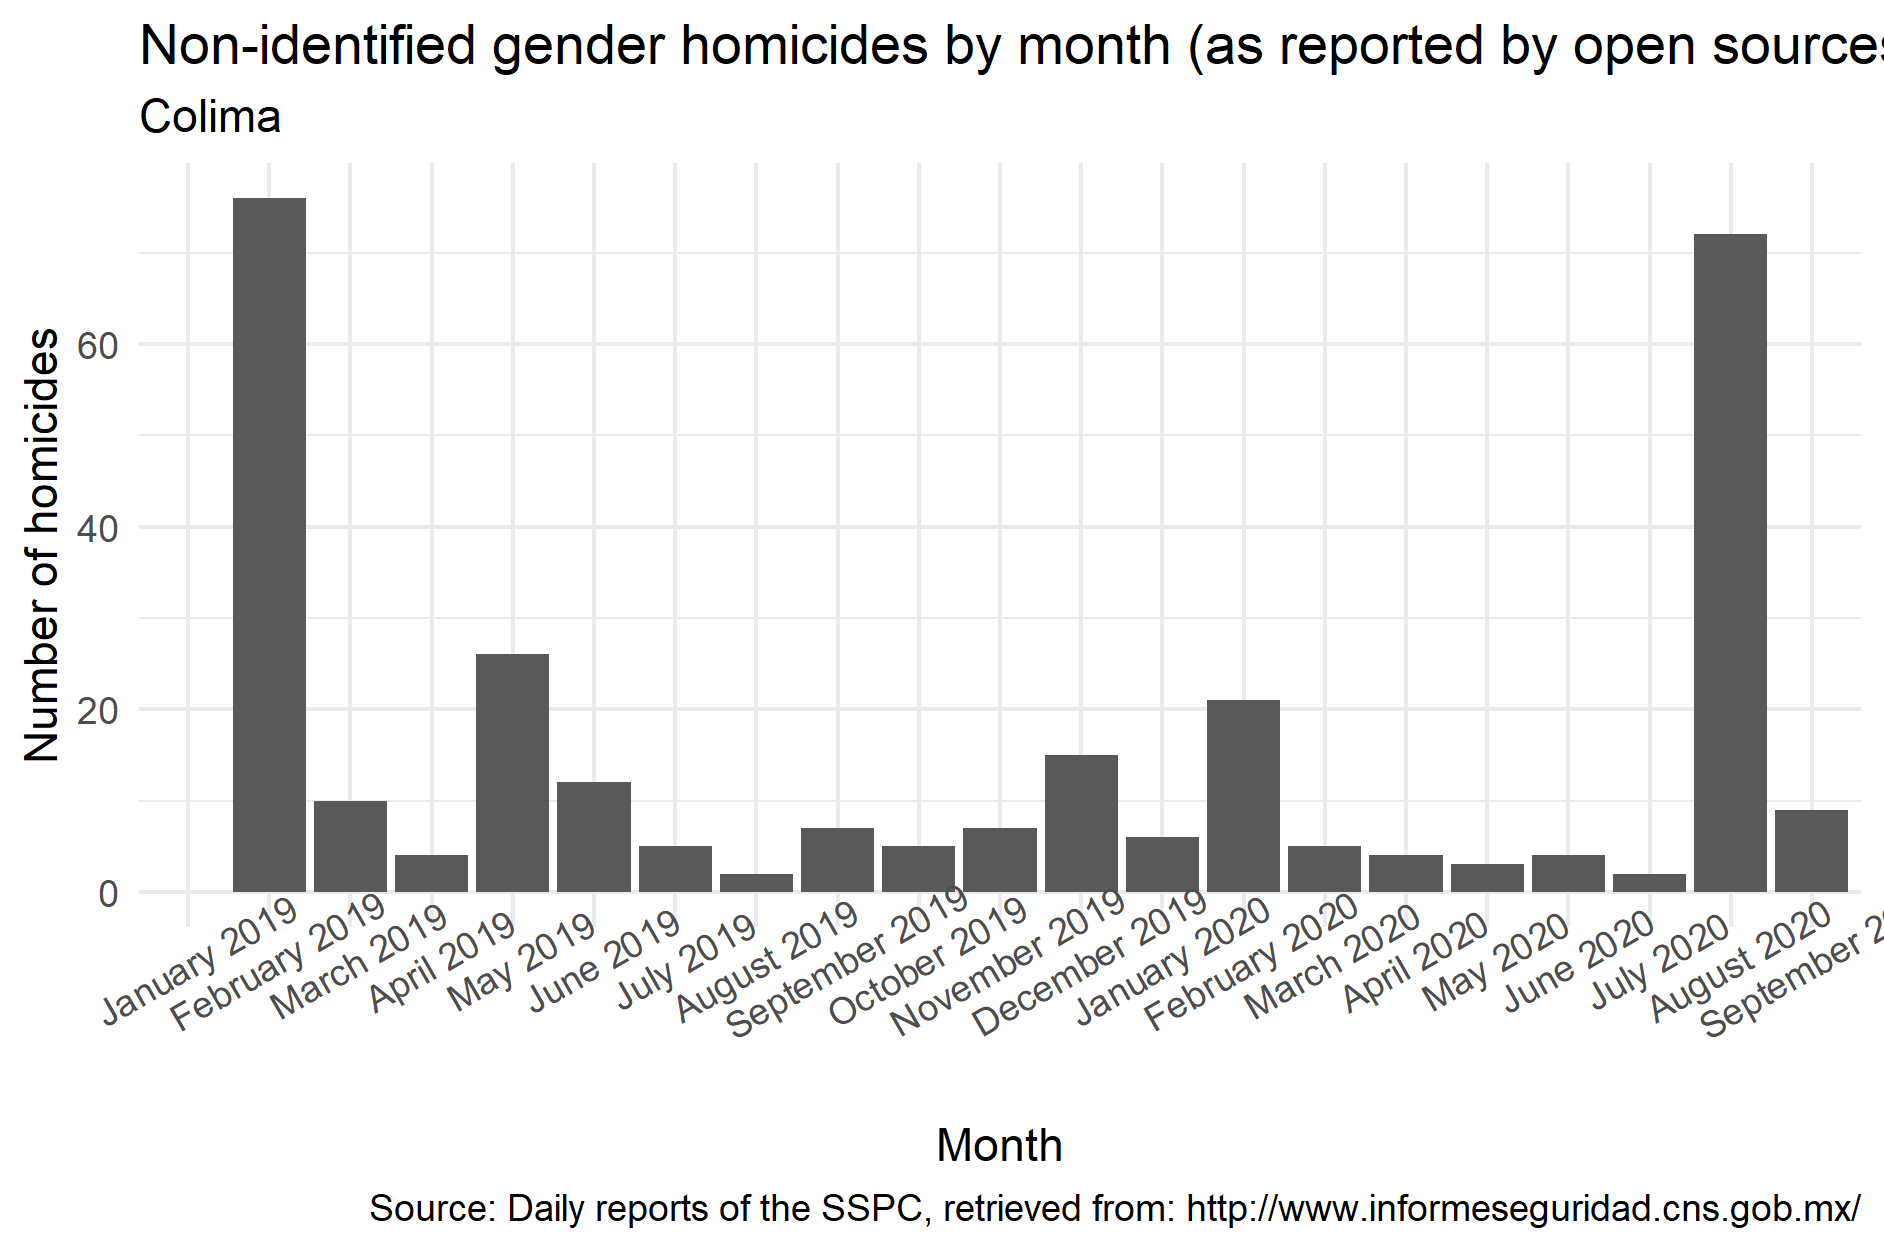 Non-identified gender homicides by month (as reported by open sources
Colima
Number of homicides
60
40
20
0
January 2019
February 2019
March 2019
April 2019
May 2019
June 2019
July 2019
August 2019
September 2019
October 2019
November 2019
December 2019
January 2020
February 2020
March 2020
April 2020
May 2020
June 2020
July 2020
August 2020
September 2
Month
Source: Daily reports of the SSPC, retrieved from: http://www.informeseguridad.cns.gob.mx/